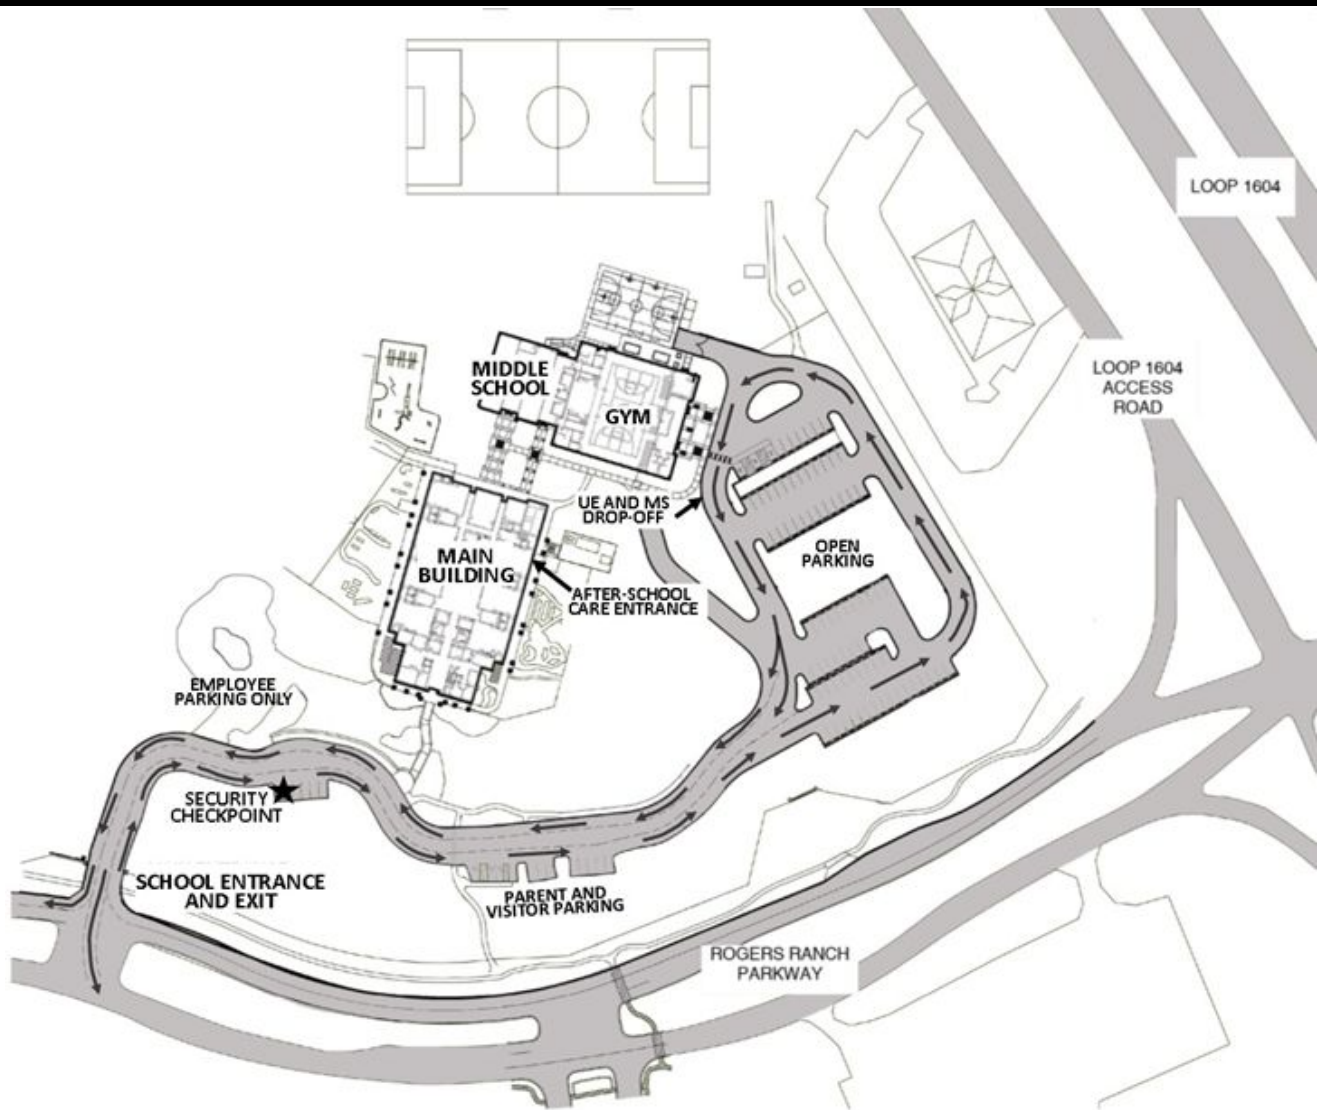 LOOP 1604
LOOP 1604
ACCESS
ROAD
MIDDLE
SCHOOL
GYM
UE AND MS
DROP-OFF
OPEN
PARKING
MAIN
BUILDING
AFTER-SCHOOL
CARE ENTRANCE
EMPLOYEE
PARKING ONLY
SECURITY
CHECKPOINT
SCHOOL ENTRANCE
AND EXIT
PARENT AND
VISITOR PARKING
ROGERS RANCH
PARKWAY